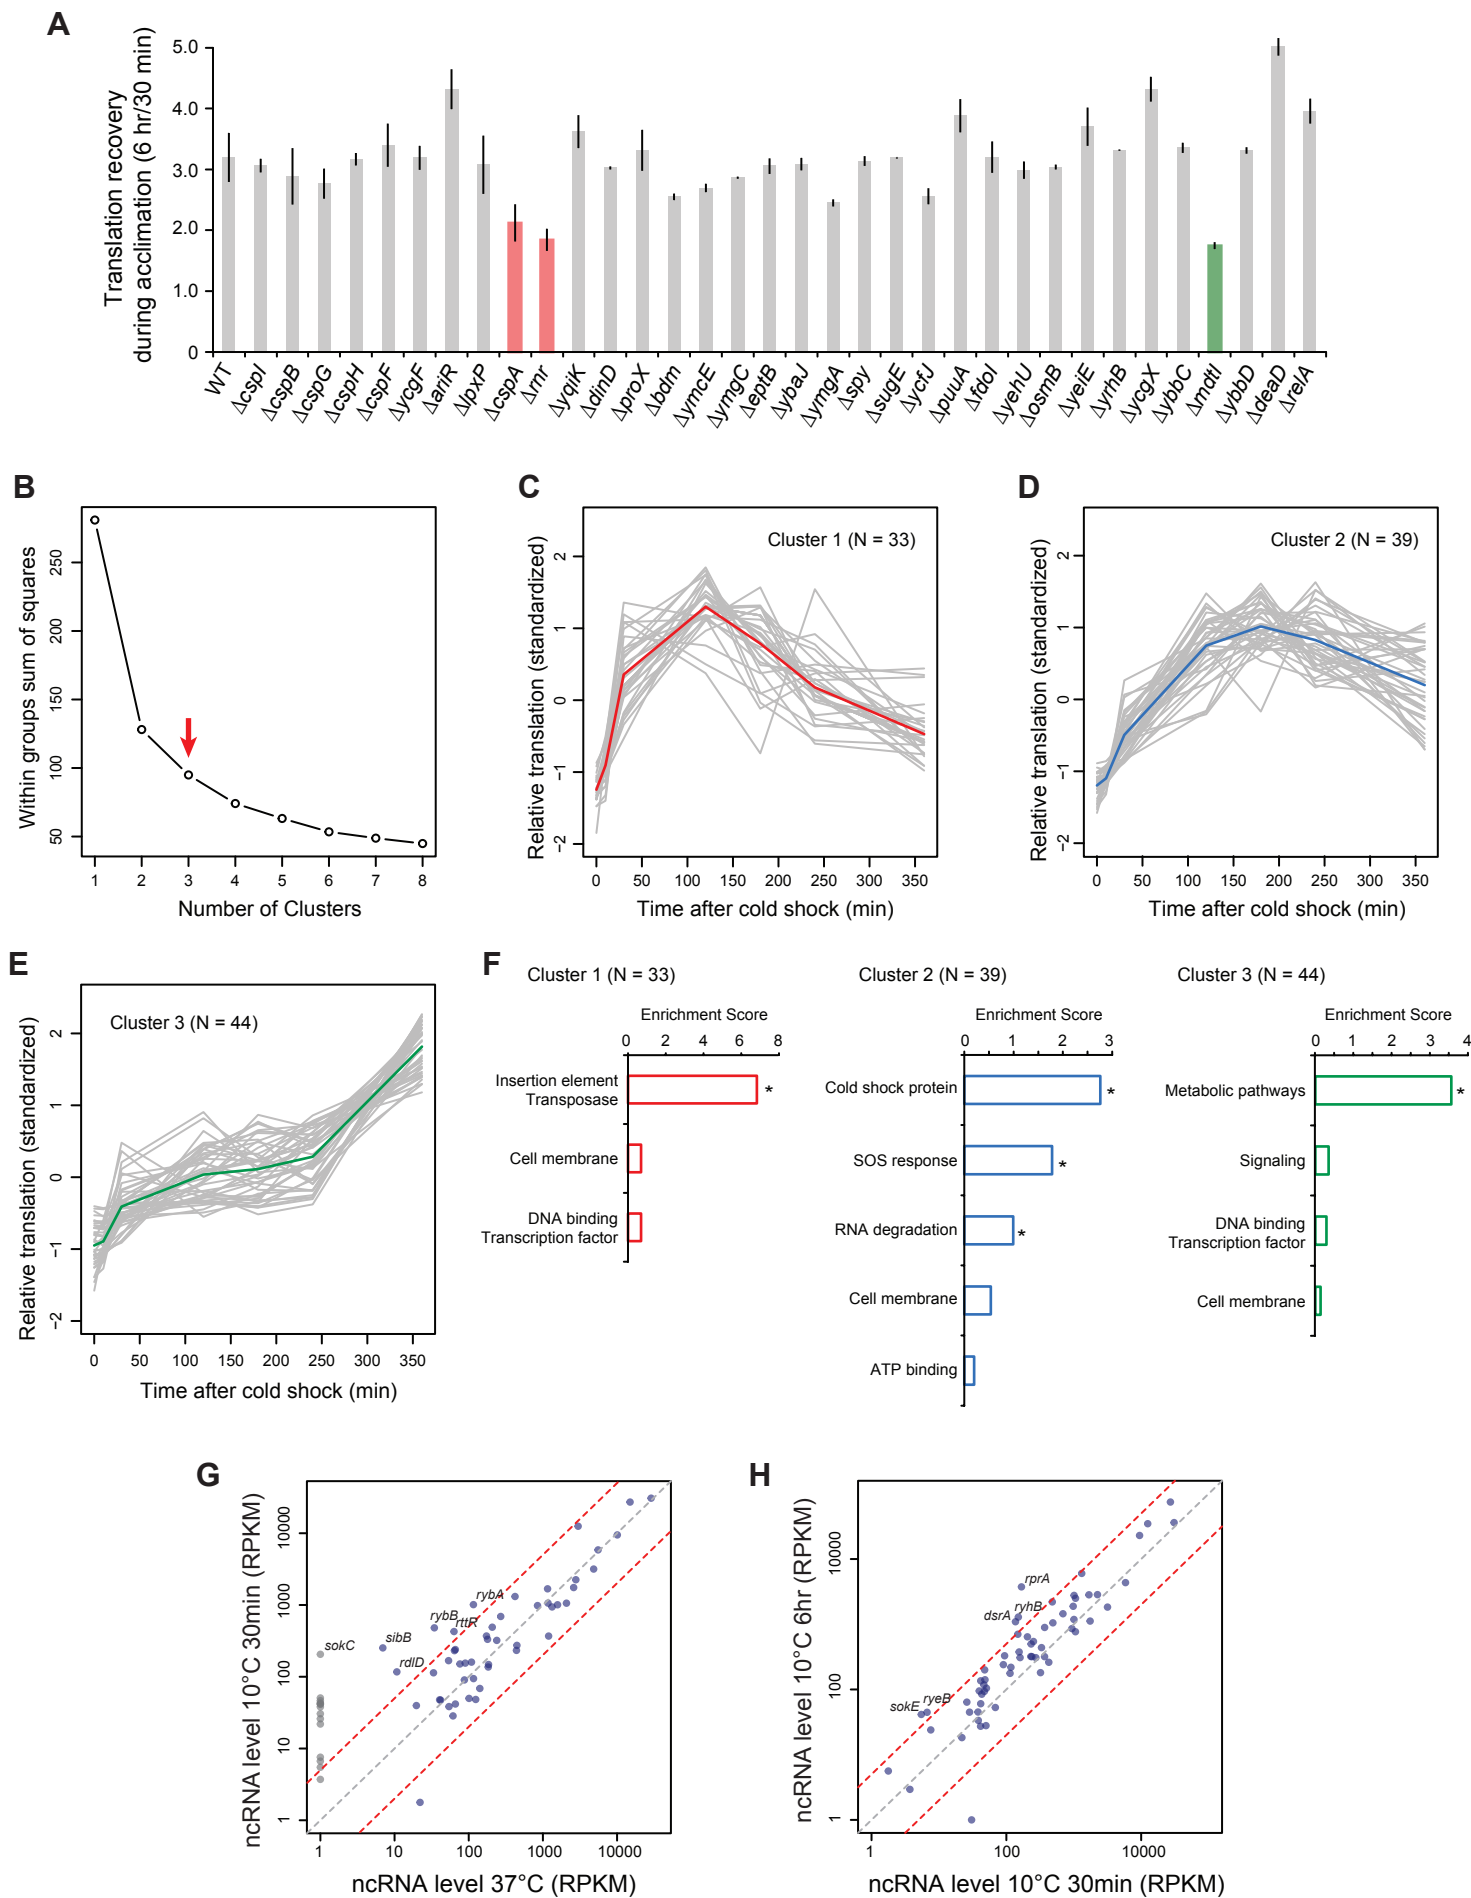 A
Translation recovery
during acclimation (6 hr/30 min)
5.0
4.0
3.0
2.0
1.0
0
WT
ΔcspI
ΔcspB
ΔcspG
ΔcspH
ΔcspF
ΔycgF
ΔariR
ΔlpxP
ΔcspA
Δrnr
ΔyqiK
ΔdinD
ΔproX
Δbdm
ΔymcE
ΔymgC
ΔeptB
ΔybaJ
ΔymgA
Δspy
ΔsugE
ΔycfJ
ΔpuuA
ΔfdoI
ΔyehU
ΔosmB
ΔyeiE
ΔyrhB
ΔycgX
ΔybbC
ΔmdtI
ΔybbD
ΔdeaD
ΔrelA
B
Within groups sum of squares
250
200
150
100
50
1 2 3 4 5 6 7 8
Number of Clusters
C
Cluster 1 (N = 33)
Relative translation (standardized)
2
1
0
−1
−2
0 50 100 150 200 250 300 350
Time after cold shock (min)
D
Cluster 2 (N = 39)
Relative translation (standardized)
2
1
0
−1
−2
0 50 100 150 200 250 300 350
Time after cold shock (min)
E
Cluster 3 (N = 44)
Relative translation (standardized)
2
1
0
−1
−2
0 50 100 150 200 250 300 350
Time after cold shock (min)
F
Cluster 1 (N = 33)
Enrichment Score
0 2 4 6 8
Insertion element
Transposase
*
Cell membrane
DNA binding
Transcription factor
Cluster 2 (N = 39)
Enrichment Score
0 1 2 3
Cold shock protein
*
SOS response
*
RNA degradation
*
Cell membrane
ATP binding
Cluster 3 (N = 44)
Enrichment Score
0 1 2 3 4
Metabolic pathways
*
Signaling
DNA binding
Transcription factor
Cell membrane
G
ncRNA level 10°C 30min (RPKM)
10000
1000
100
10
1
rybA
rybB
rttR
sibB
sokC
rdlD
1 10 100 1000 10000
ncRNA level 37°C (RPKM)
H
ncRNA level 10°C 6hr (RPKM)
10000
100
1
rprA
ryhB
dsrA
ryeB
sokE
1 100 10000
ncRNA level 10°C 30min (RPKM)